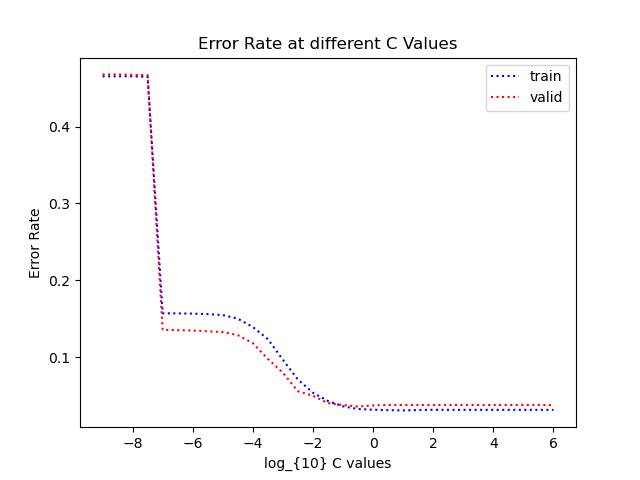 Error Rate at different C Values
train
valid
Error Rate
0.4
0.3
0.2
0.1
−8 −6 −4 −2 0 2 4 6
log_{10} C values